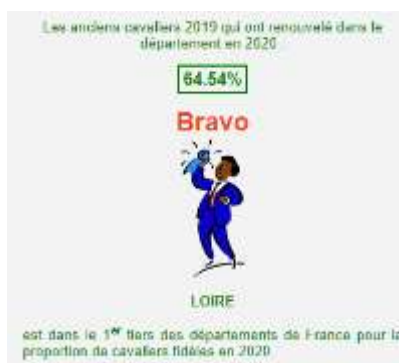 Les anciens cavaliers 2019 qui ont renouvelé dans le
département en 2020
64.54%
Bravo
LOIRE
est dans le 1er tiers des départements de France pour la
proportion de cavaliers fidèles en 2020